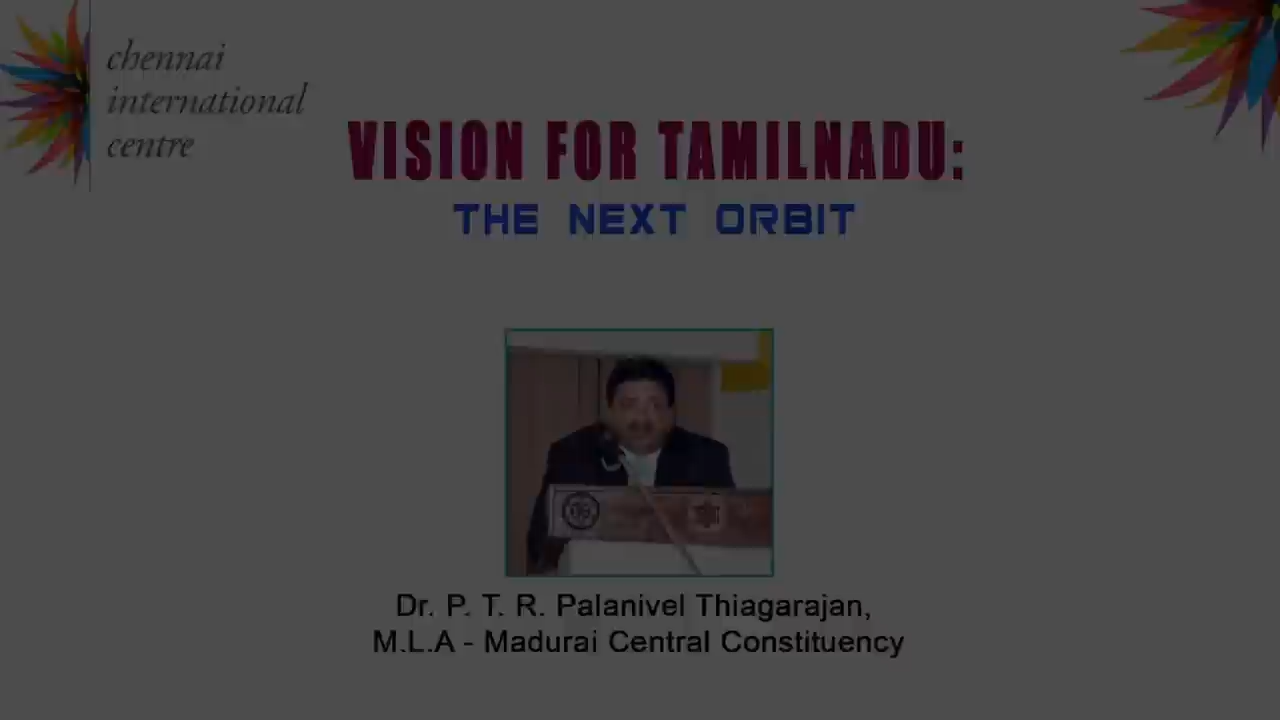 chennai
international
centre
VISION FOR TAMILNADU:
THE NEXT ORBIT
Dr. P. T. R. Palanivel Thiagarajan,
M.L.A - Madurai Central Constituency